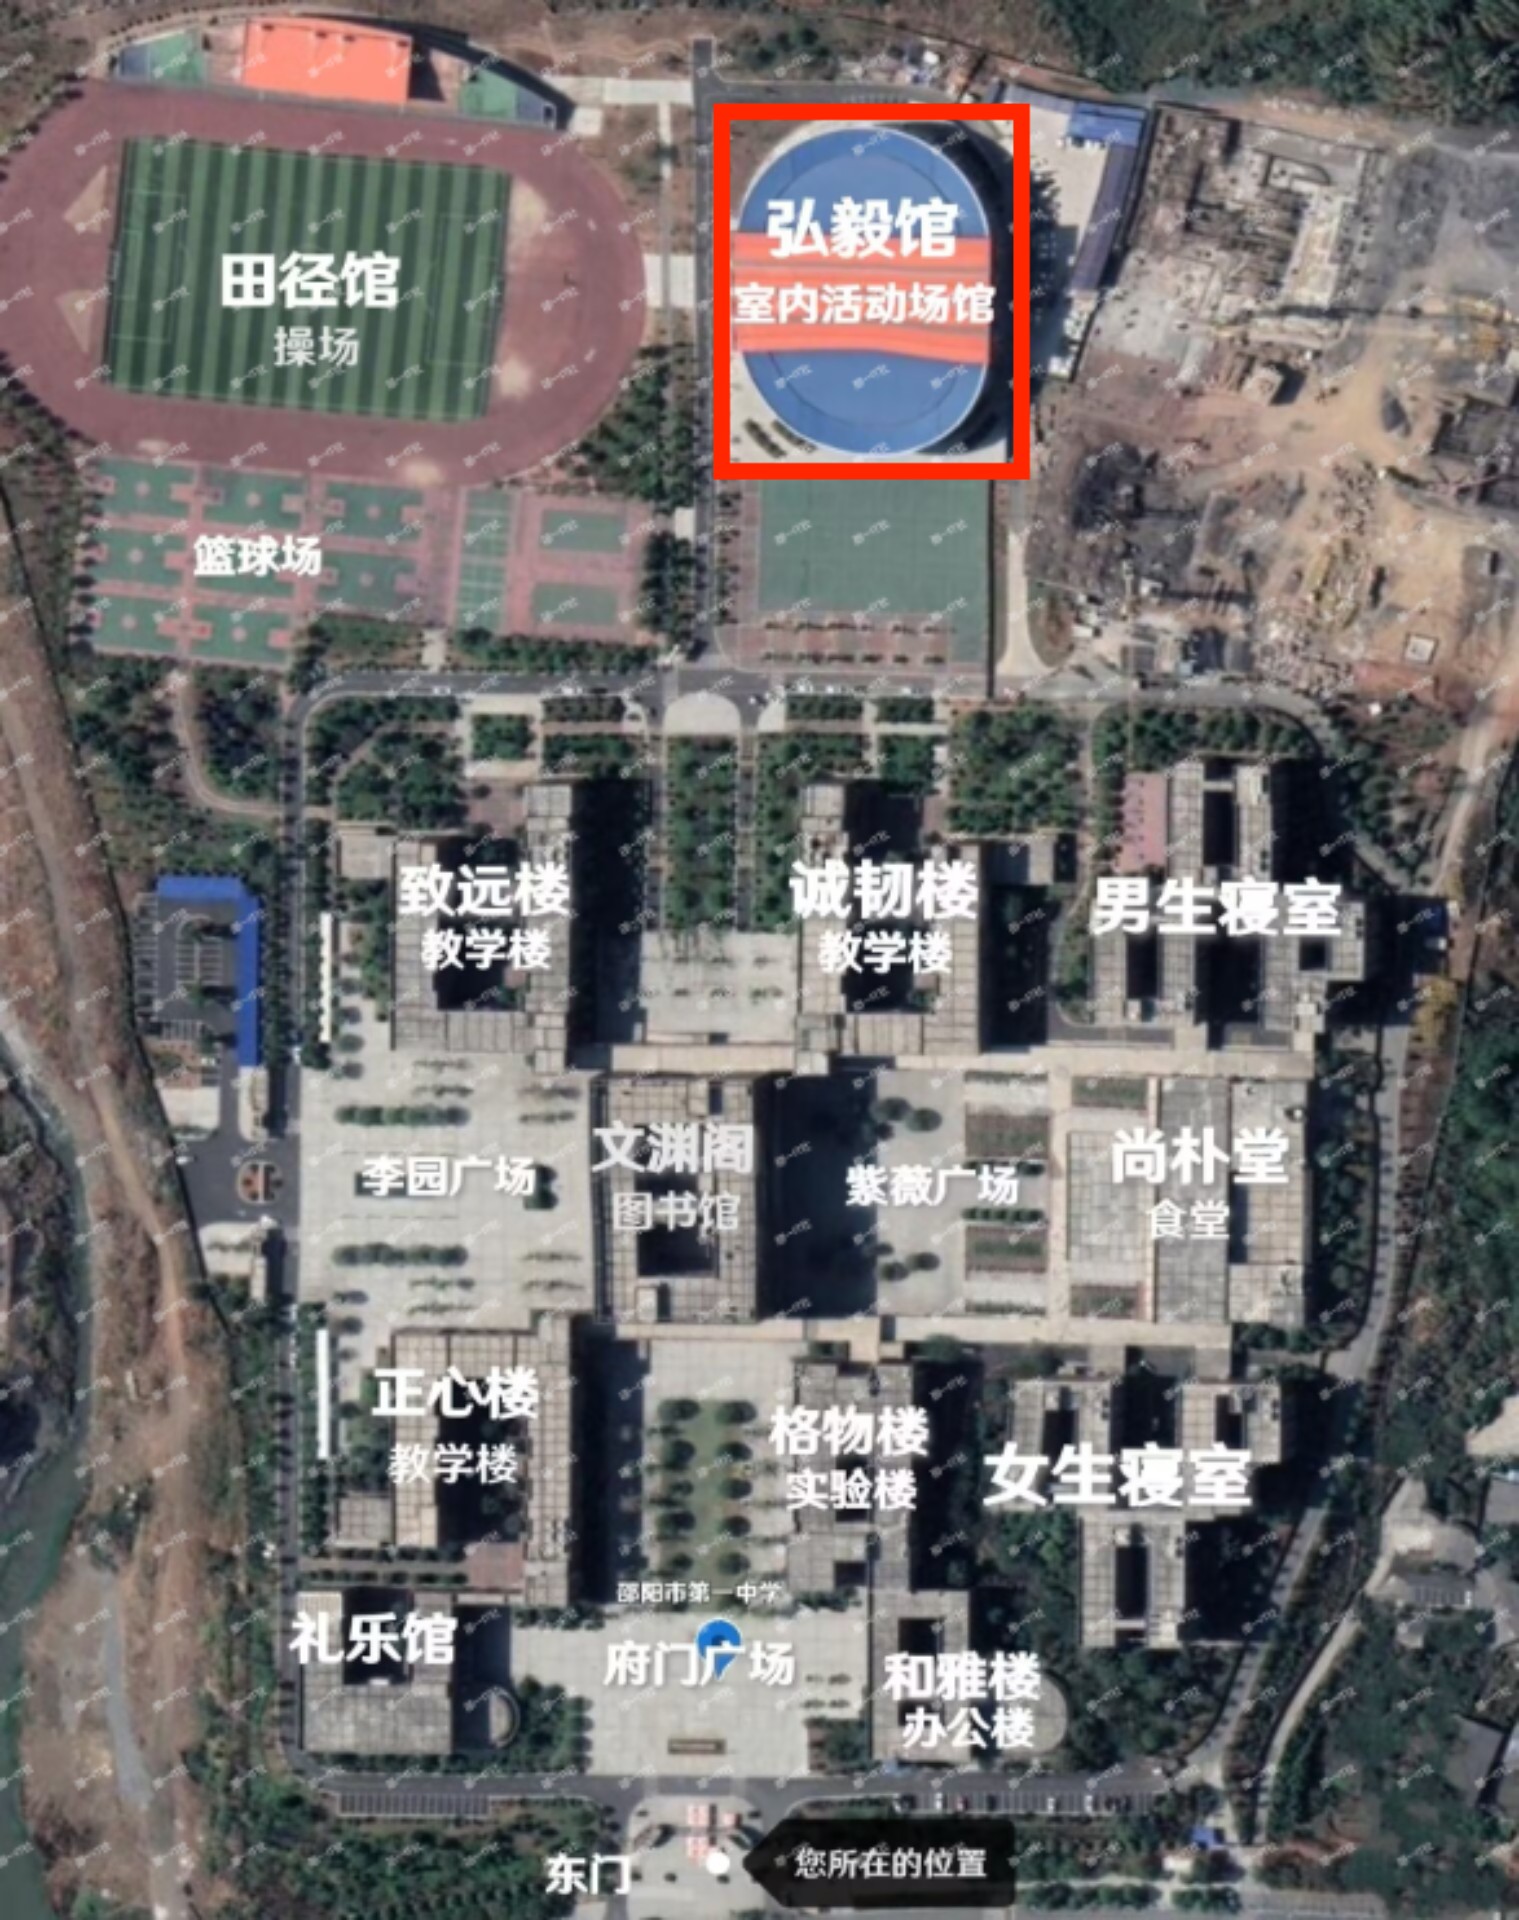 弘毅馆
室内活动场馆
田径馆
操场
篮球场
致远楼
教学楼
诚韧楼
教学楼
男生寝室
李园广场
文渊阁
图书馆
紫薇广场
尚朴堂
食堂
正心楼
教学楼
格物楼
实验楼
女生寝室
邵阳市第一中学
礼乐馆
府门广场
和雅楼
办公楼
东门
您所在的位置